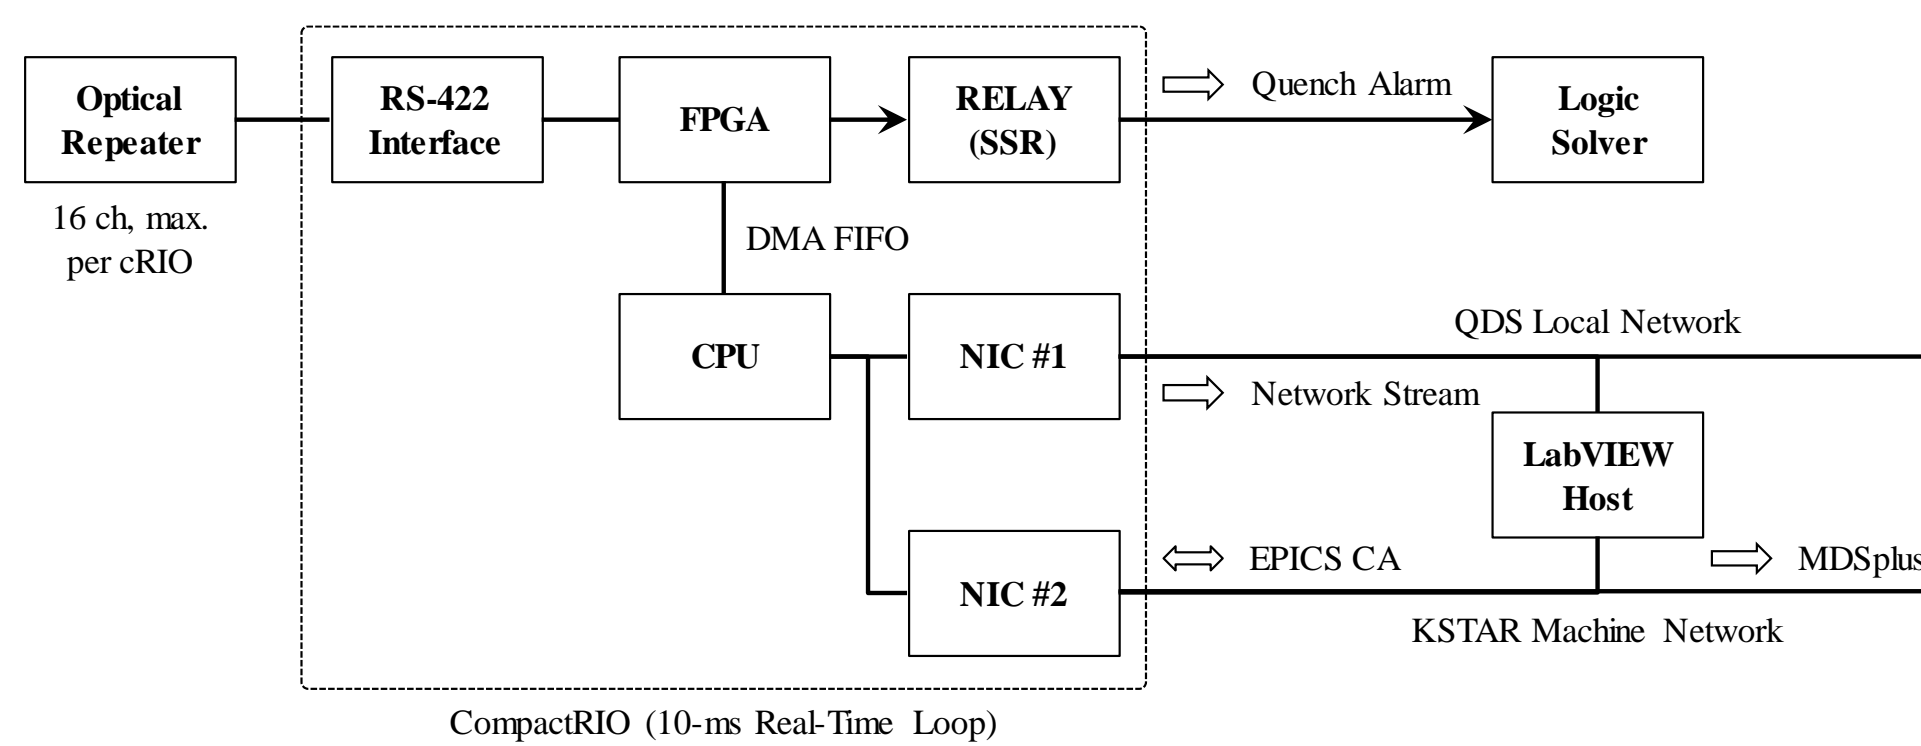 Optical
Repeater
RS-422
Interface
FPGA
RELAY
(SSR)
Quench Alarm
Logic
Solver
16 ch, max.
per cRIO
DMA FIFO
CPU
NIC #1
QDS Local Network
Network Stream
LabVIEW
Host
NIC #2
EPICS CA
MDSplus
KSTAR Machine Network
CompactRIO (10-ms Real-Time Loop)